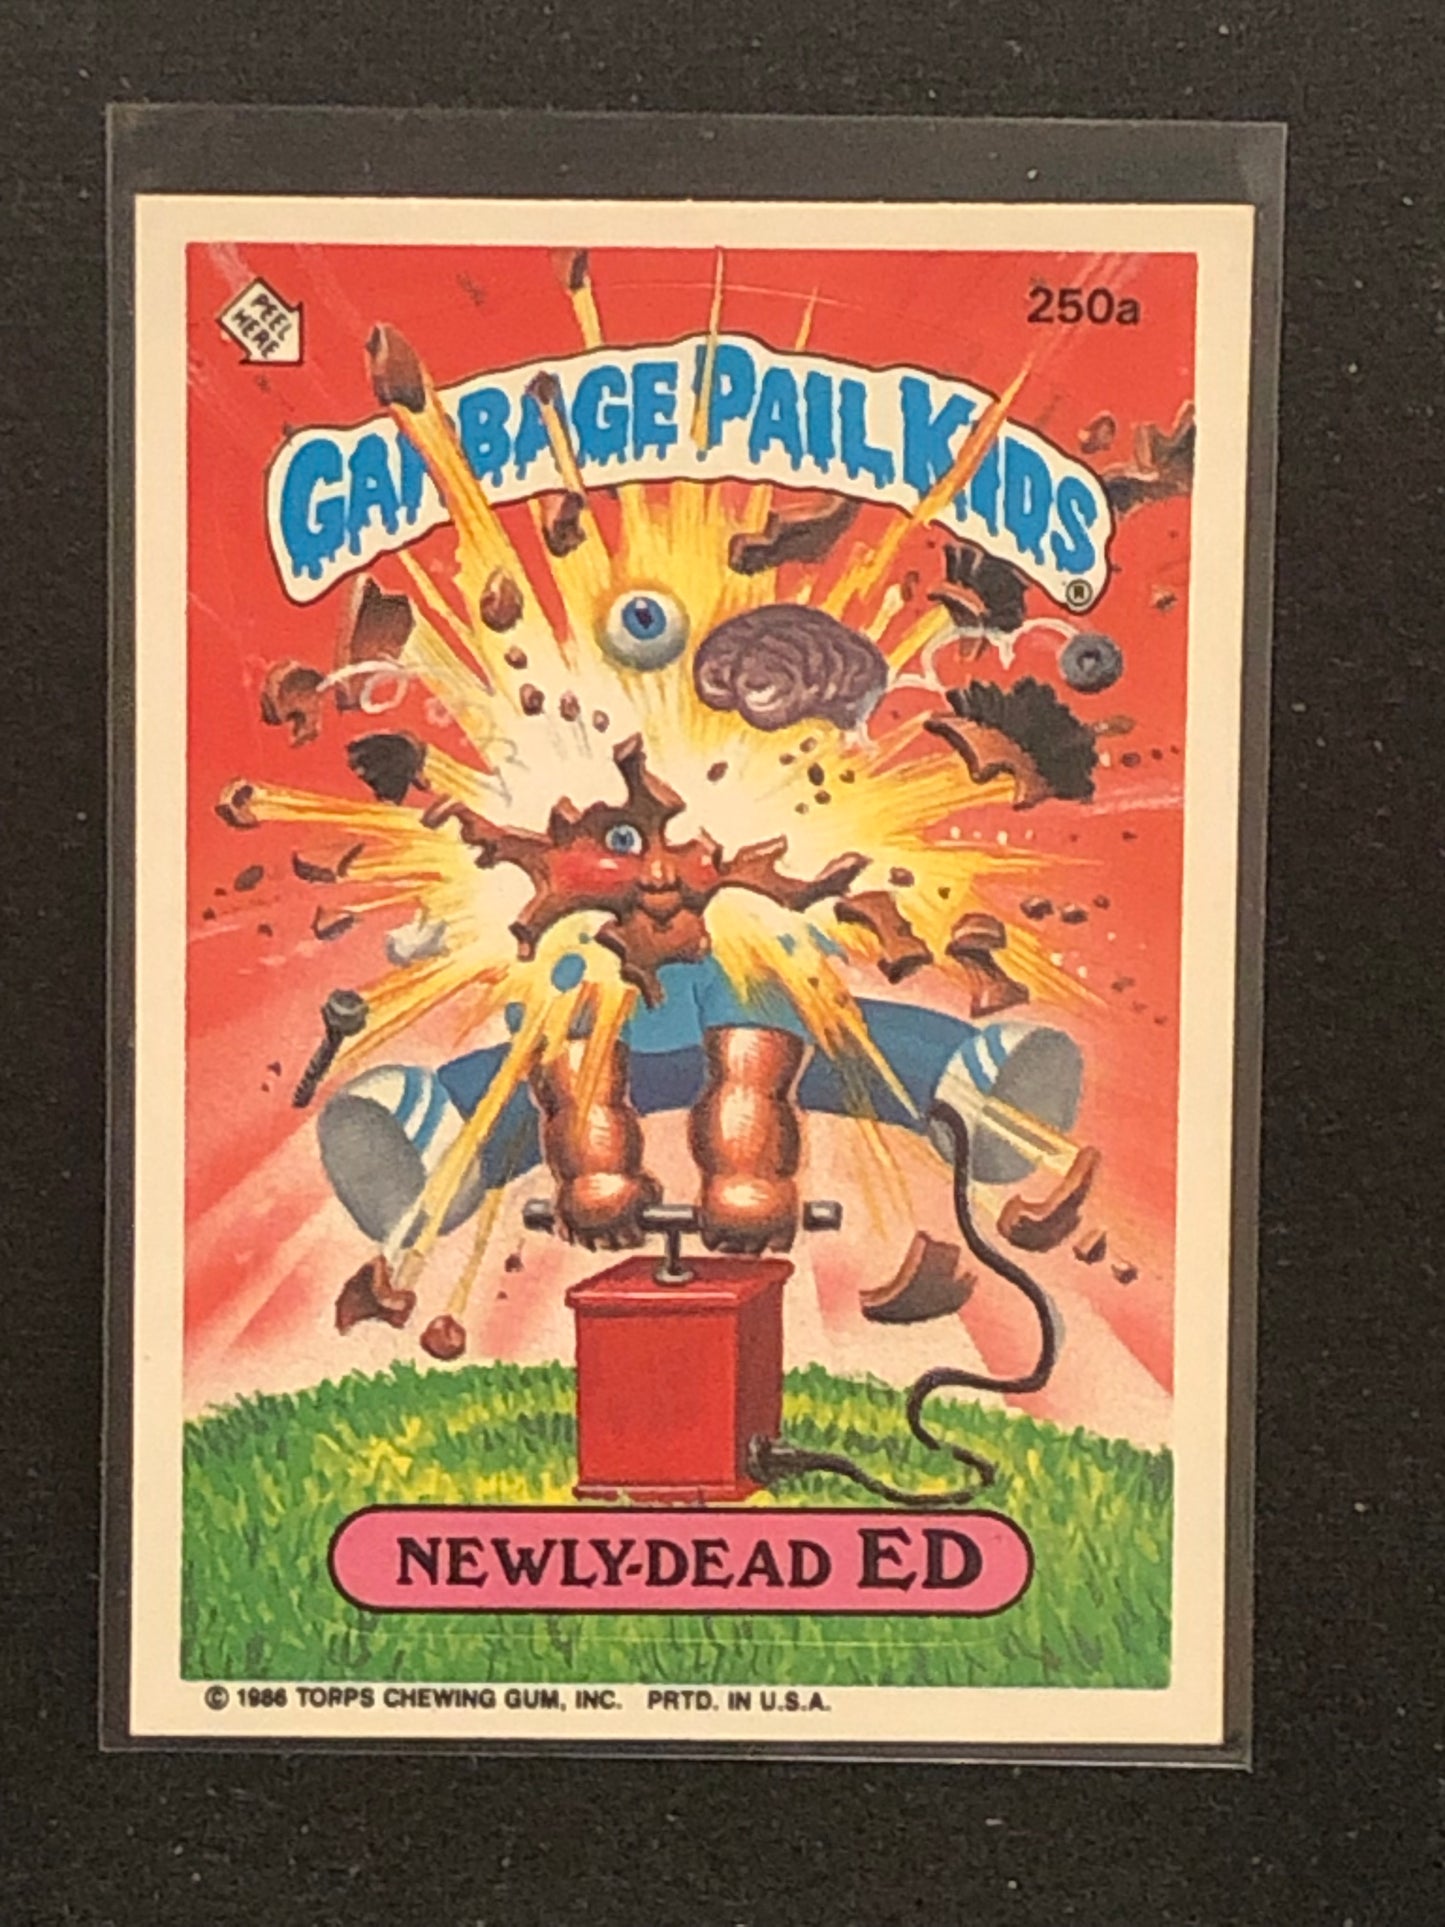 PEEL
HERE
250a
GARBAGE PAIL KIDS
®
NEWLY-DEAD ED
© 1986 TOPPS CHEWING GUM, INC. PRTD. IN U.S.A.